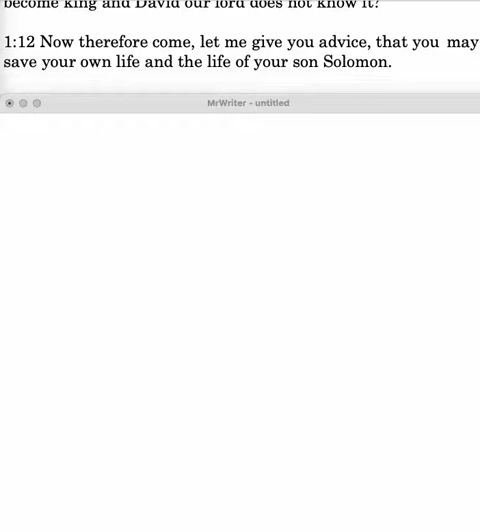 become king and David our lord does not know it?
1:12 Now therefore come, let me give you advice, that you may
save your own life and the life of your son Solomon.
MrWriter - untitled